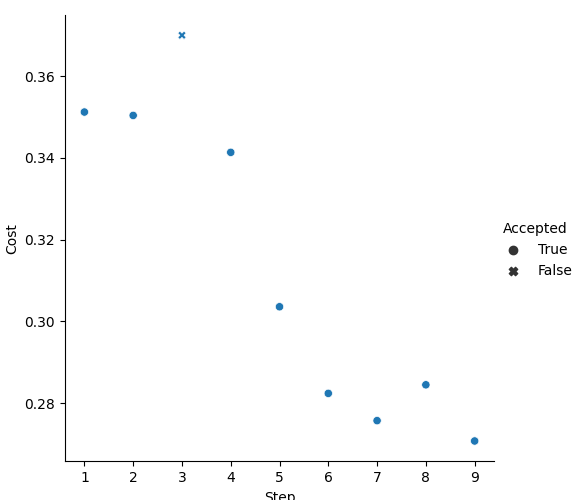 0.36
0.34
0.32
0.30
0.28
Cost
1 2 3 4 5 6 7 8 9
Step
Accepted
True
False